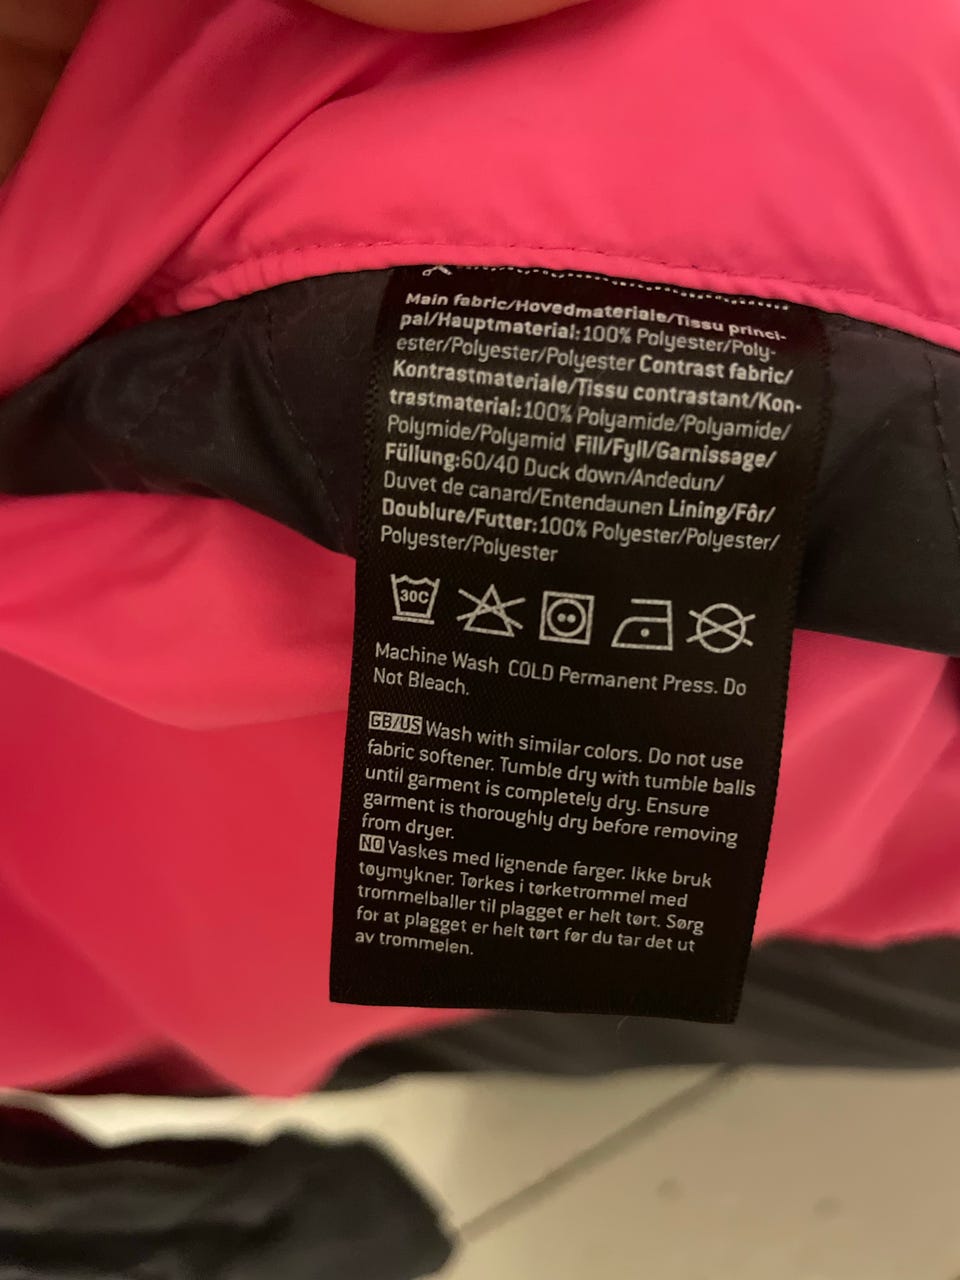 Main fabric/Hovedmateriale/Tissu princi-
pal/Hauptmaterial:100% Polyester/Poly-
ester/Polyester/Polyester Contrast fabric/
Kontrastmateriale/Tissu contrastant/Kon-
trastmaterial:100% Polyamide/Polyamide/
Polymide/Polyamid Fill/Fyll/Garnissage/
Füllung:60/40 Duck down/Andedun/
Duvet de canard/Entendaunen Lining/Fôr/
Doublure/Futter:100% Polyester/Polyester/
Polyester/Polyester
30C
Machine Wash COLD Permanent Press. Do
Not Bleach.
GB/US Wash with similar colors. Do not use
fabric softener. Tumble dry with tumble balls
until garment is completely dry. Ensure
garment is thoroughly dry before removing
from dryer.
NO Vaskes med lignende farger. Ikke bruk
tøymykner. Tørkes i tørketrommel med
trommelballer til plagget er helt tørt. Sørg
for at plagget er helt tørt før du tar det ut
av trommelen.